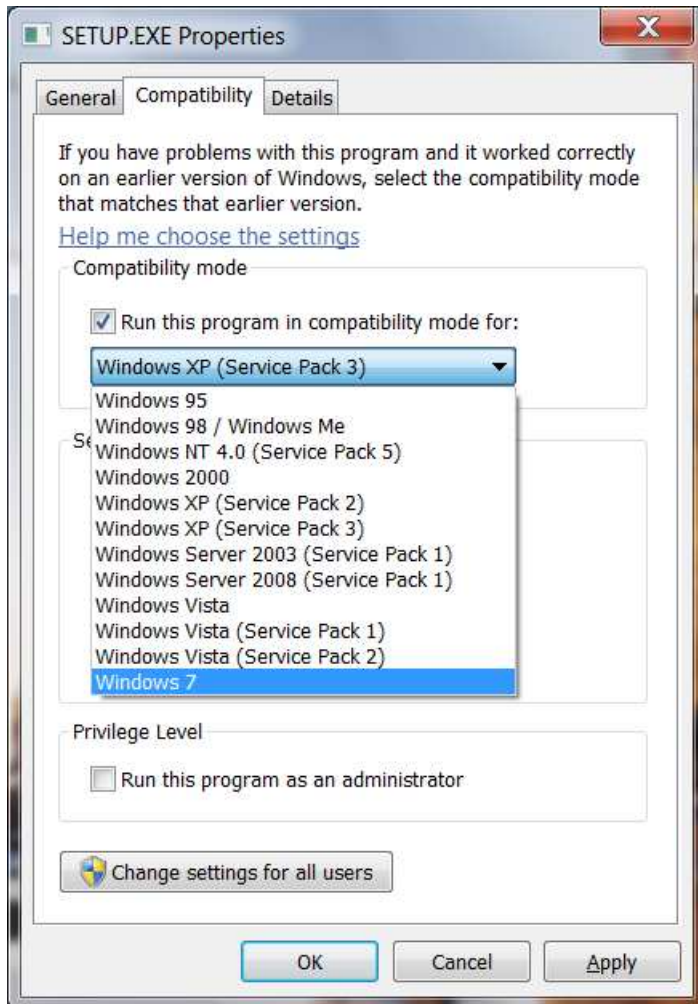 SETUP.EXE Properties
X
General Compatibility Details
If you have problems with this program and it worked correctly
on an earlier version of Windows, select the compatibility mode
that matches that earlier version.
Help me choose the settings
Compatibility mode
Run this program in compatibility mode for:
Windows XP (Service Pack 3)
Windows 95
Windows 98 / Windows Me
Windows NT 4.0 (Service Pack 5)
Windows 2000
Windows XP (Service Pack 2)
Windows XP (Service Pack 3)
Windows Server 2003 (Service Pack 1)
Windows Server 2008 (Service Pack 1)
Windows Vista
Windows Vista (Service Pack 1)
Windows Vista (Service Pack 2)
Windows 7
Privilege Level
Run this program as an administrator
Change settings for all users
OK Cancel Apply